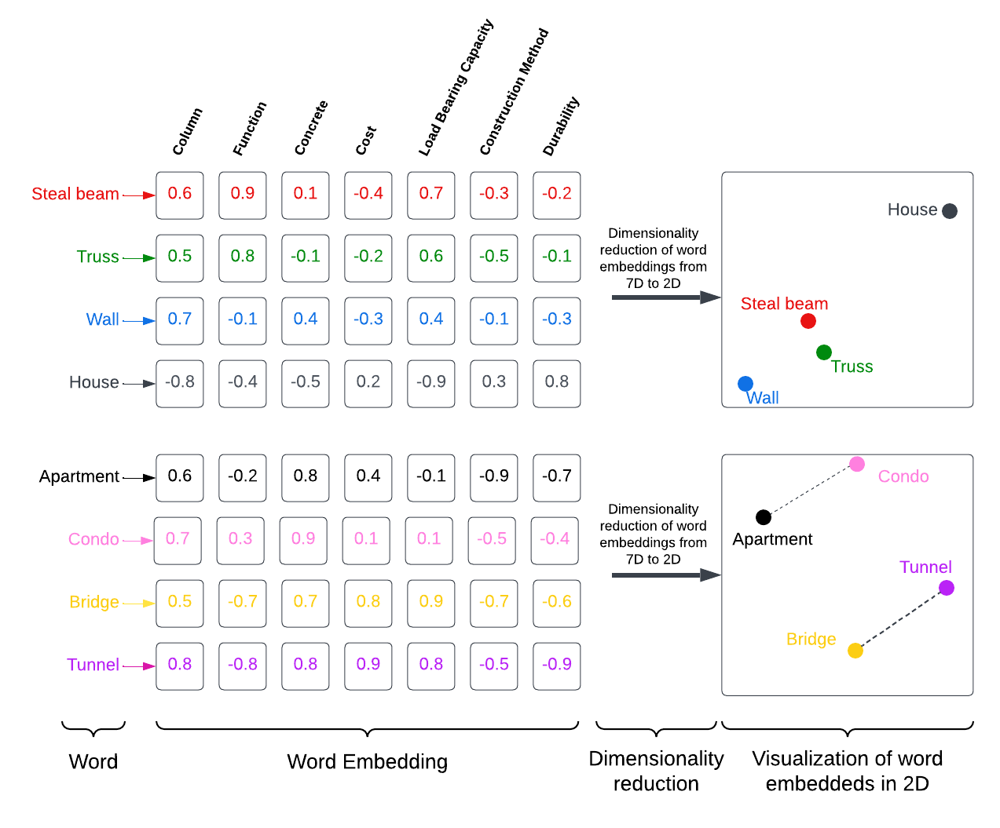 Column
Function
Concrete
Cost
Load Bearing Capacity
Construction Method
Durability
Steal beam 0.6 0.9 0.1 -0.4 0.7 -0.3 -0.2
Truss 0.5 0.8 -0.1 -0.2 0.6 -0.5 -0.1
Wall 0.7 -0.1 0.4 -0.3 0.4 -0.1 -0.3
House -0.8 -0.4 -0.5 0.2 -0.9 0.3 0.8
Dimensionality
reduction of word
embeddings from
7D to 2D
House
Steal beam
Truss
Wall
Apartment 0.6 -0.2 0.8 0.4 -0.1 -0.9 -0.7
Condo 0.7 0.3 0.9 0.1 0.1 -0.5 -0.4
Bridge 0.5 -0.7 0.7 0.8 0.9 -0.7 -0.6
Tunnel 0.8 -0.8 0.8 0.9 0.8 -0.5 -0.9
Dimensionality
reduction of word
embeddings from
7D to 2D
Condo
Apartment
Tunnel
Bridge
Word
Word Embedding
Dimensionality
reduction
Visualization of word
embeddeds in 2D